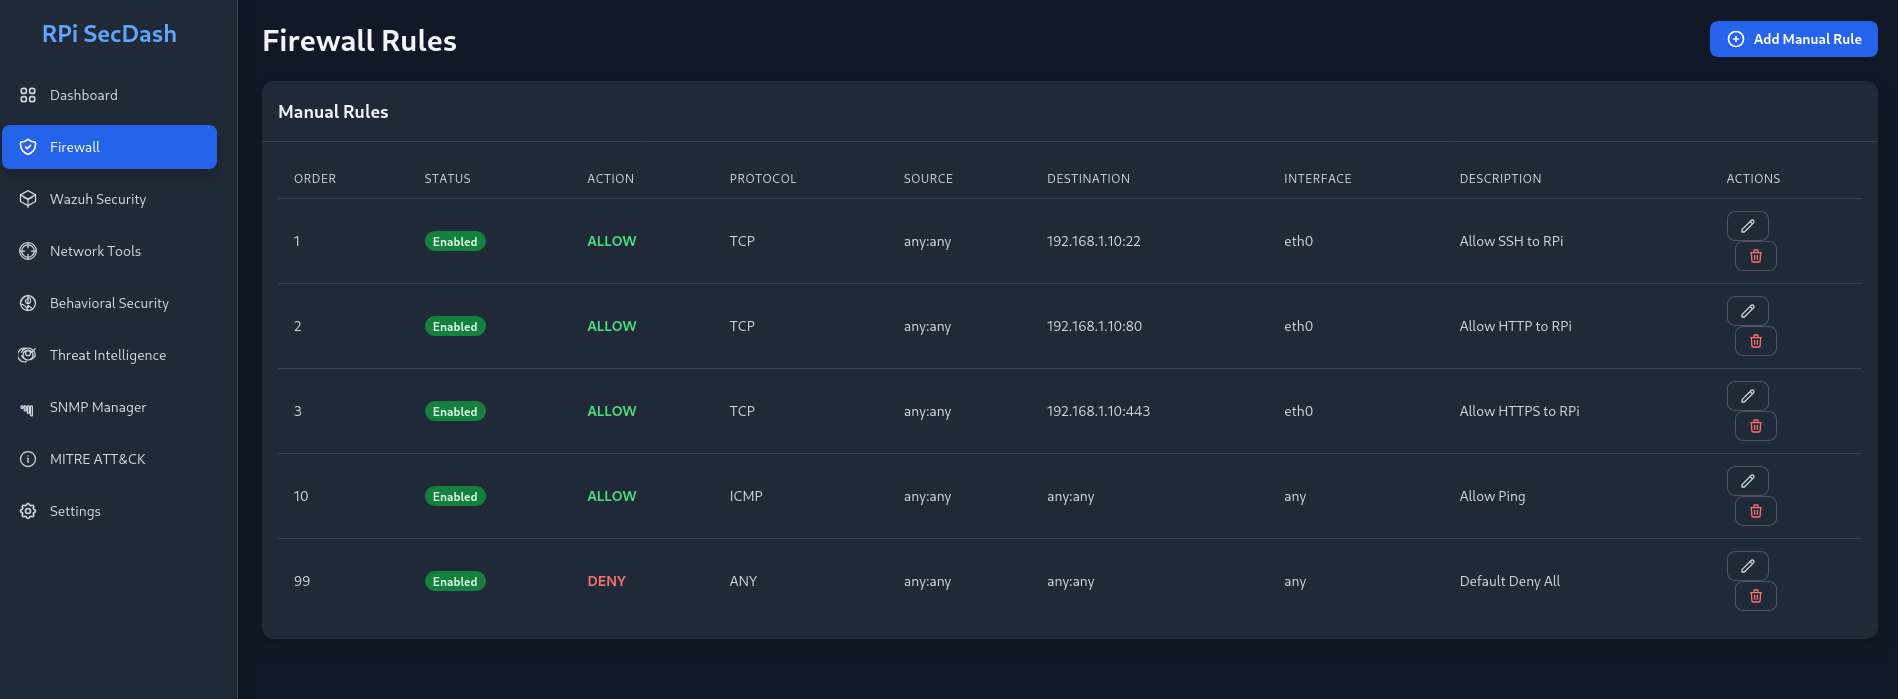 RPi SecDash
Dashboard
Firewall
Wazuh Security
Network Tools
Behavioral Security
Threat Intelligence
SNMP Manager
MITRE ATT&CK
Settings
Firewall Rules
Add Manual Rule
Manual Rules
ORDER STATUS ACTION PROTOCOL SOURCE DESTINATION INTERFACE DESCRIPTION ACTIONS
1 Enabled ALLOW TCP any:any 192.168.1.10:22 eth0 Allow SSH to RPi
2 Enabled ALLOW TCP any:any 192.168.1.10:80 eth0 Allow HTTP to RPi
3 Enabled ALLOW TCP any:any 192.168.1.10:443 eth0 Allow HTTPS to RPi
10 Enabled ALLOW ICMP any:any any:any any Allow Ping
99 Enabled DENY ANY any:any any:any any Default Deny All